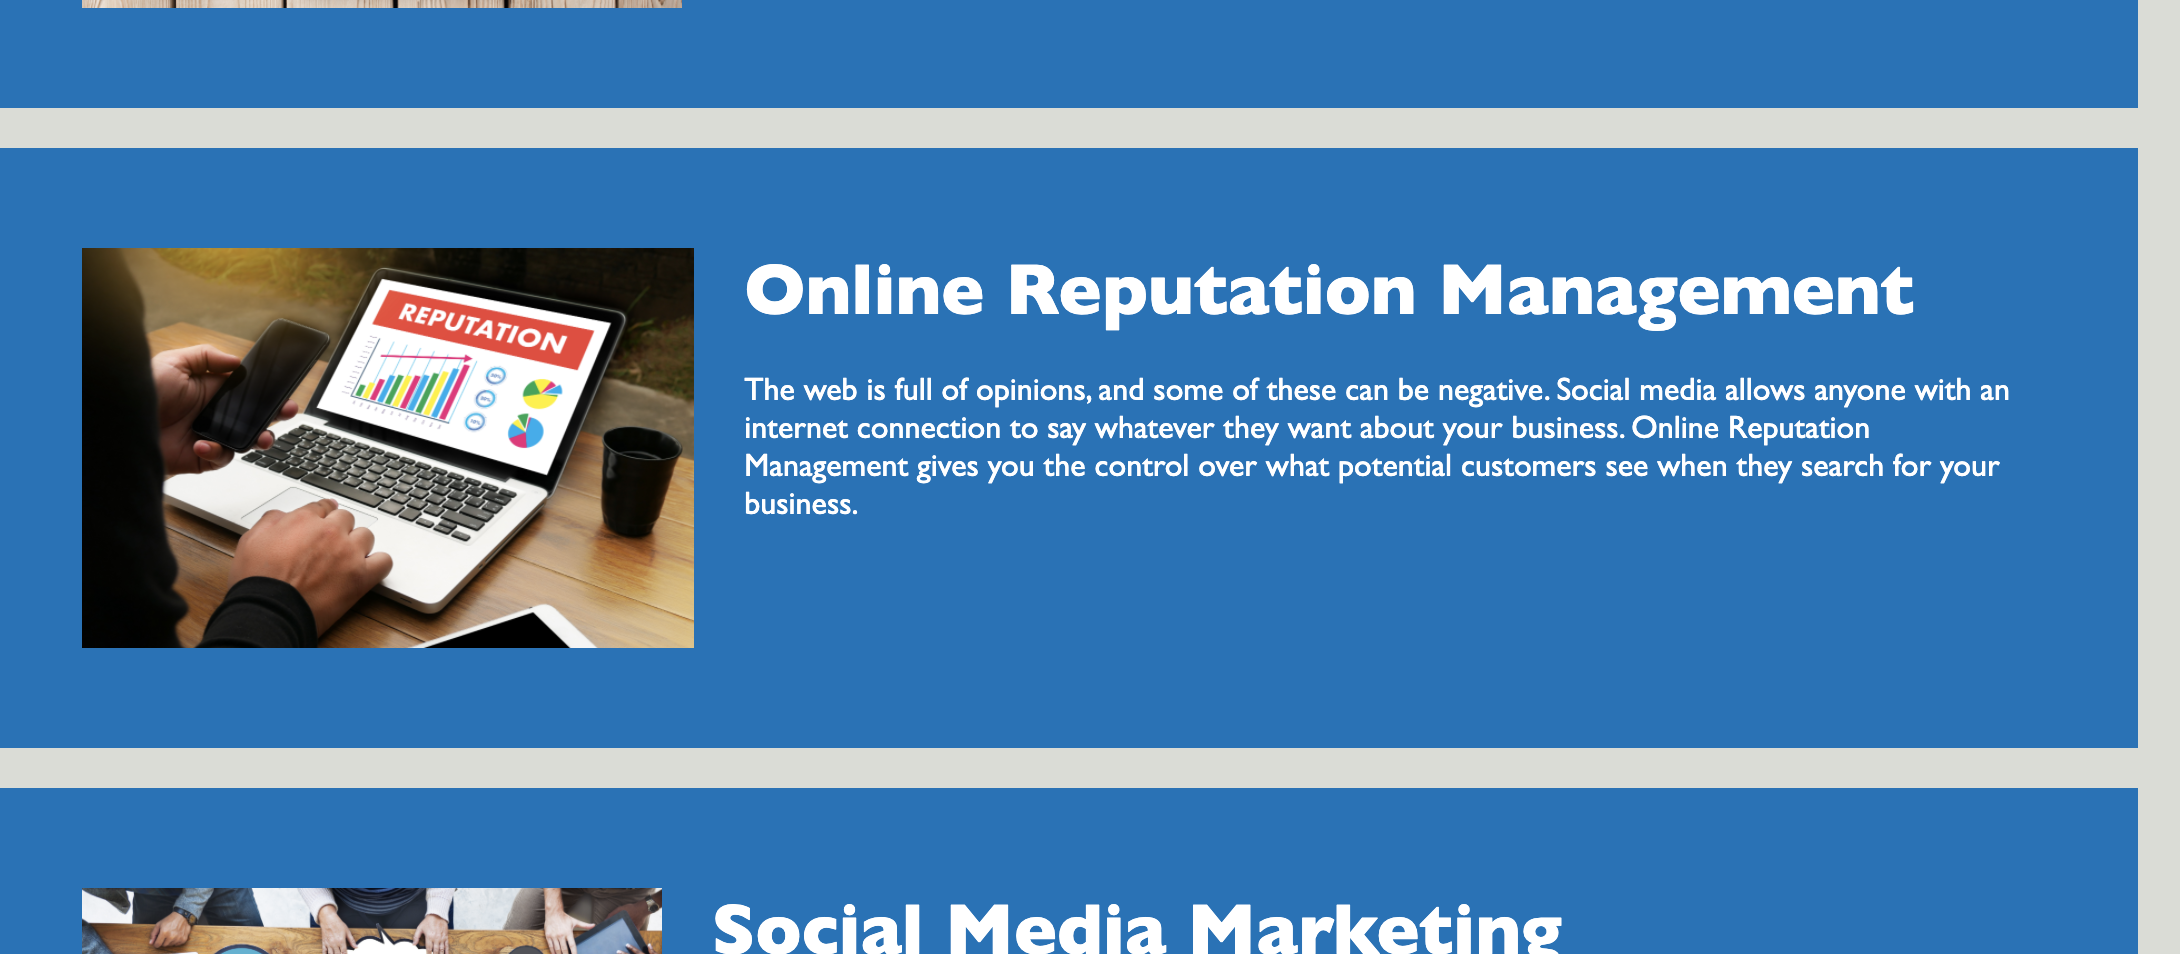 REPUTATION
Online Reputation Management
The web is full of opinions, and some of these can be negative. Social media allows anyone with an
internet connection to say whatever they want about your business. Online Reputation
Management gives you the control over what potential customers see when they search for your
business.
Social Media Marketing